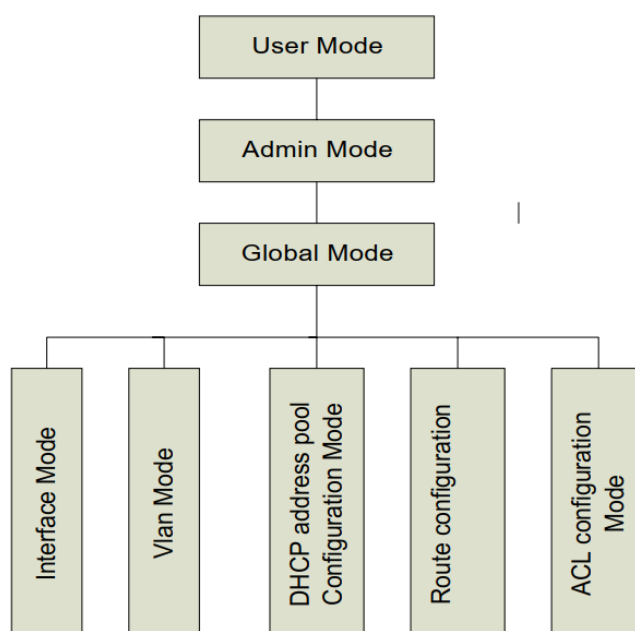 User Mode
Admin Mode
Global Mode
Interface Mode
Vlan Mode
DHCP address pool
Configuration Mode
Route configuration
ACL configuration
Mode